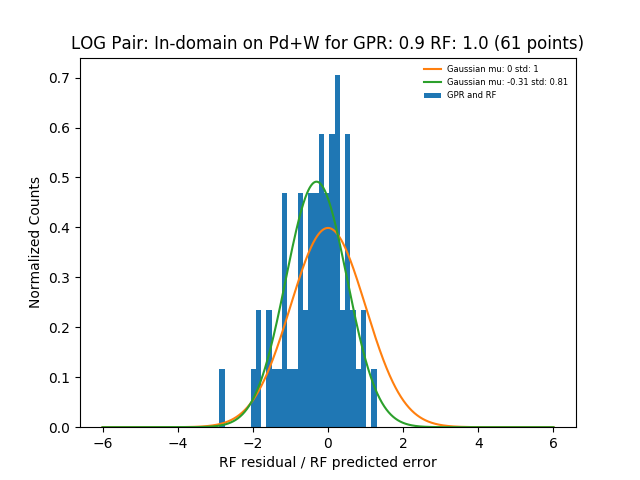 LOG Pair: In-domain on Pd+W for GPR: 0.9 RF: 1.0 (61 points)
Gaussian mu: 0 std: 1
Gaussian mu: -0.31 std: 0.81
GPR and RF
Normalized Counts
0.7
0.6
0.5
0.4
0.3
0.2
0.1
0.0
−6 −4 −2 0 2 4 6
RF residual / RF predicted error